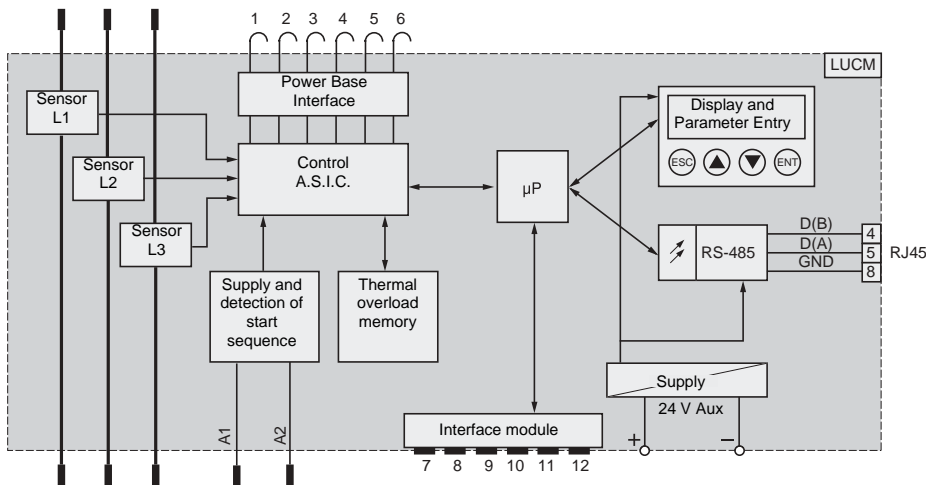 1 2 3 4 5 6
LUCM
Power Base
Interface
Sensor
L1
Display and
Parameter Entry
Control
A.S.I.C.
Sensor
L2
ESC
ENT
µP
Sensor
L3
D(B)
4
RS-485
D(A)
5
RJ45
GND
8
Supply and
detection of
start
sequence
Thermal
overload
memory
Supply
24 V Aux
A1
A2
Interface module
+
−
7 8 9 10 11 12